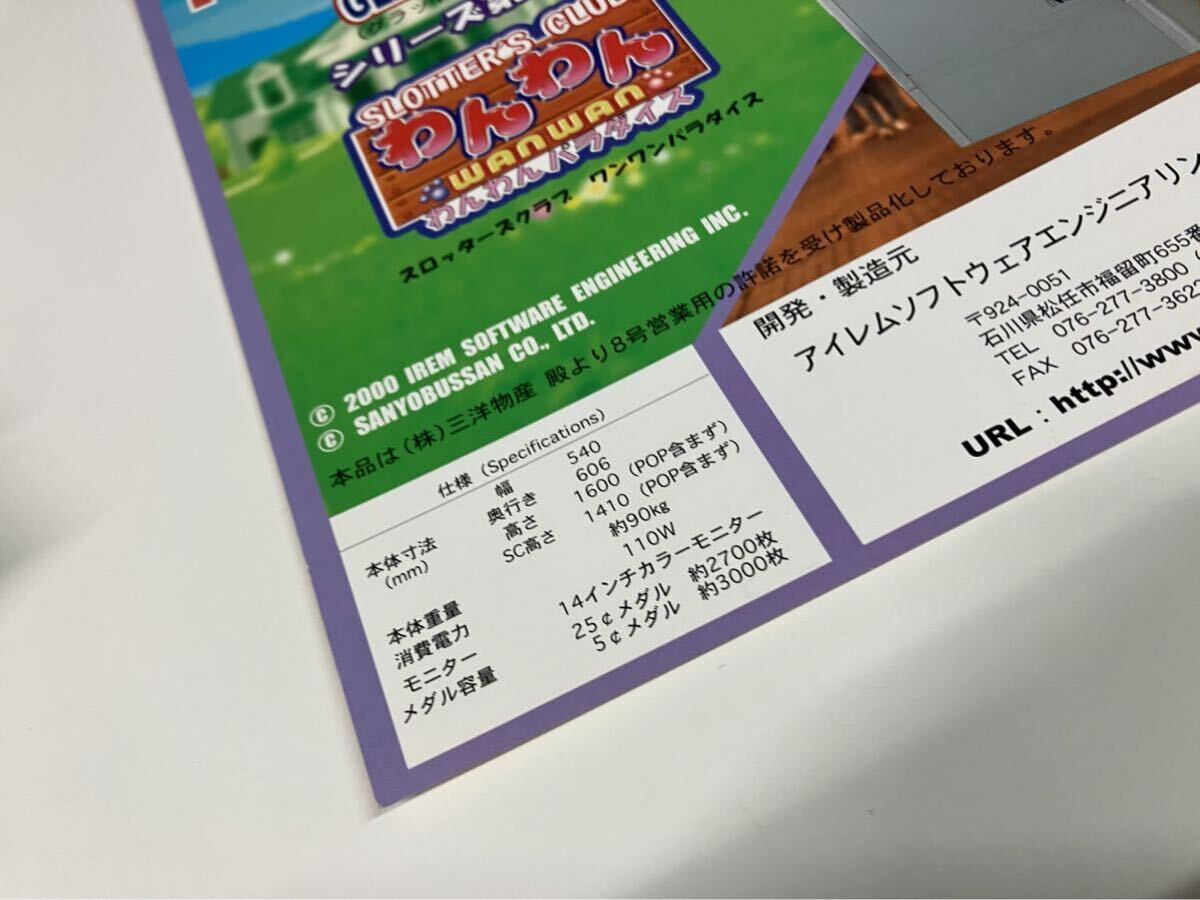 シリーズ第
SLOTTER'S CLUB
わんわん
WANWAN
わんわんパラダイス
スロッターズクラブ ワンワンパラダイス
© 2000 IREM SOFTWARE ENGINEERING INC.
© SANYOBUSSAN CO., LTD.
本品は(株)三洋物産 殿より8号営業用の許諾を受け製品化しております。
仕様 (Specifications)
本体寸法 幅 540
(mm) 奥行き 606
高さ 1600 (POP含まず)
SC高さ 1410 (POP含まず)
本体重量 約90kg
消費電力 110W
モニター 14インチカラーモニター
メダル容量 25¢メダル 約2700枚
5¢メダル 約3000枚
開発・製造元
アイレムソフトウェアエンジニアリン
〒924-0051
石川県松任市福留町655番
TEL 076-277-3800 (
FAX 076-277-362
URL : http://www